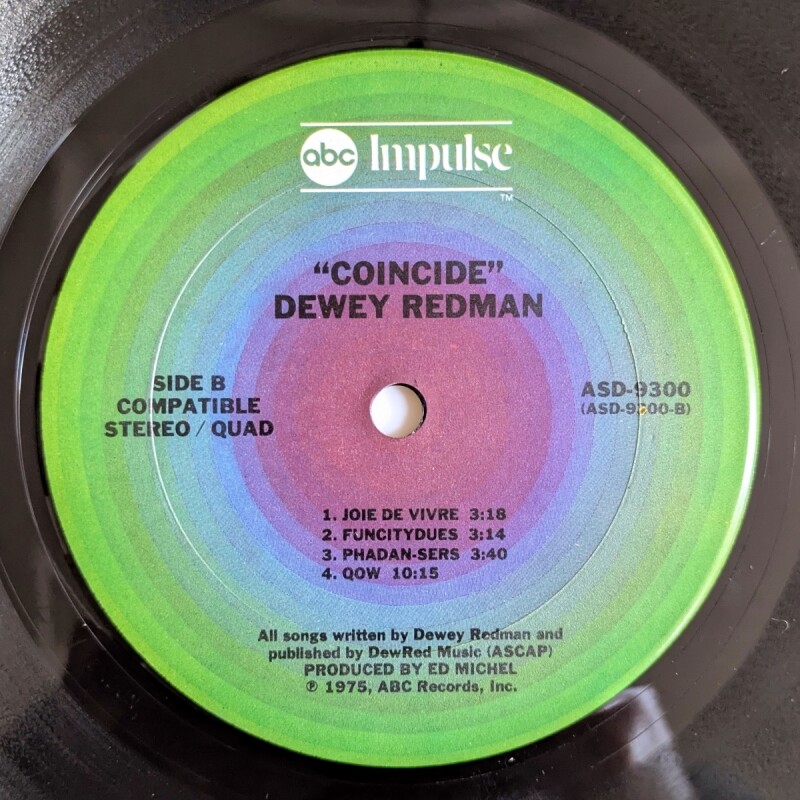 abc Impulse
TM
“COINCIDE”
DEWEY REDMAN
SIDE B
COMPATIBLE
STEREO / QUAD
ASD-9300
(ASD-9300-B)
1. JOIE DE VIVRE 3:18
2. FUNCITYDUES 3:14
3. PHADAN-SERS 3:40
4. QOW 10:15
All songs written by Dewey Redman and
published by DewRed Music (ASCAP)
PRODUCED BY ED MICHEL
℗ 1975, ABC Records, Inc.